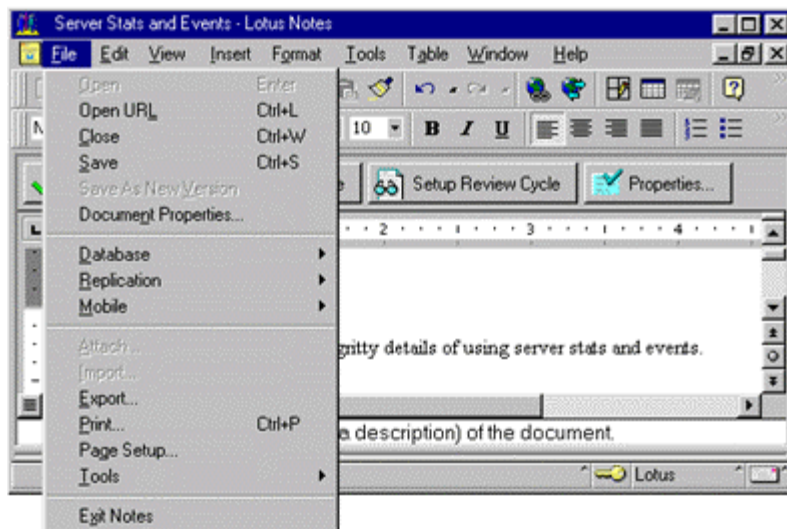 Server Stats and Events - Lotus Notes
File Edit View Insert Format Tools Table Window Help
Open Enter
Open URL Ctrl+L
Close Ctrl+W
Save Ctrl+S
Save As New Version
Document Properties...
Database
Replication
Mobile
Attach...
Import...
Export...
Print... Ctrl+P
Page Setup...
Tools
Exit Notes
10 B I U
Setup Review Cycle Properties...
2 3 4
gritty details of using server stats and events.
a description) of the document.
Lotus